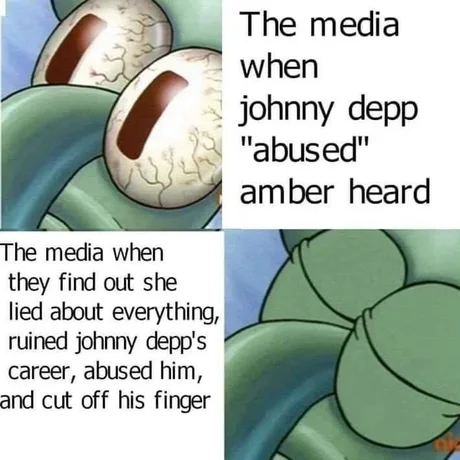 The media
when
johnny depp
"abused"
amber heard
The media when
they find out she
lied about everything,
ruined johnny depp's
career, abused him,
and cut off his finger